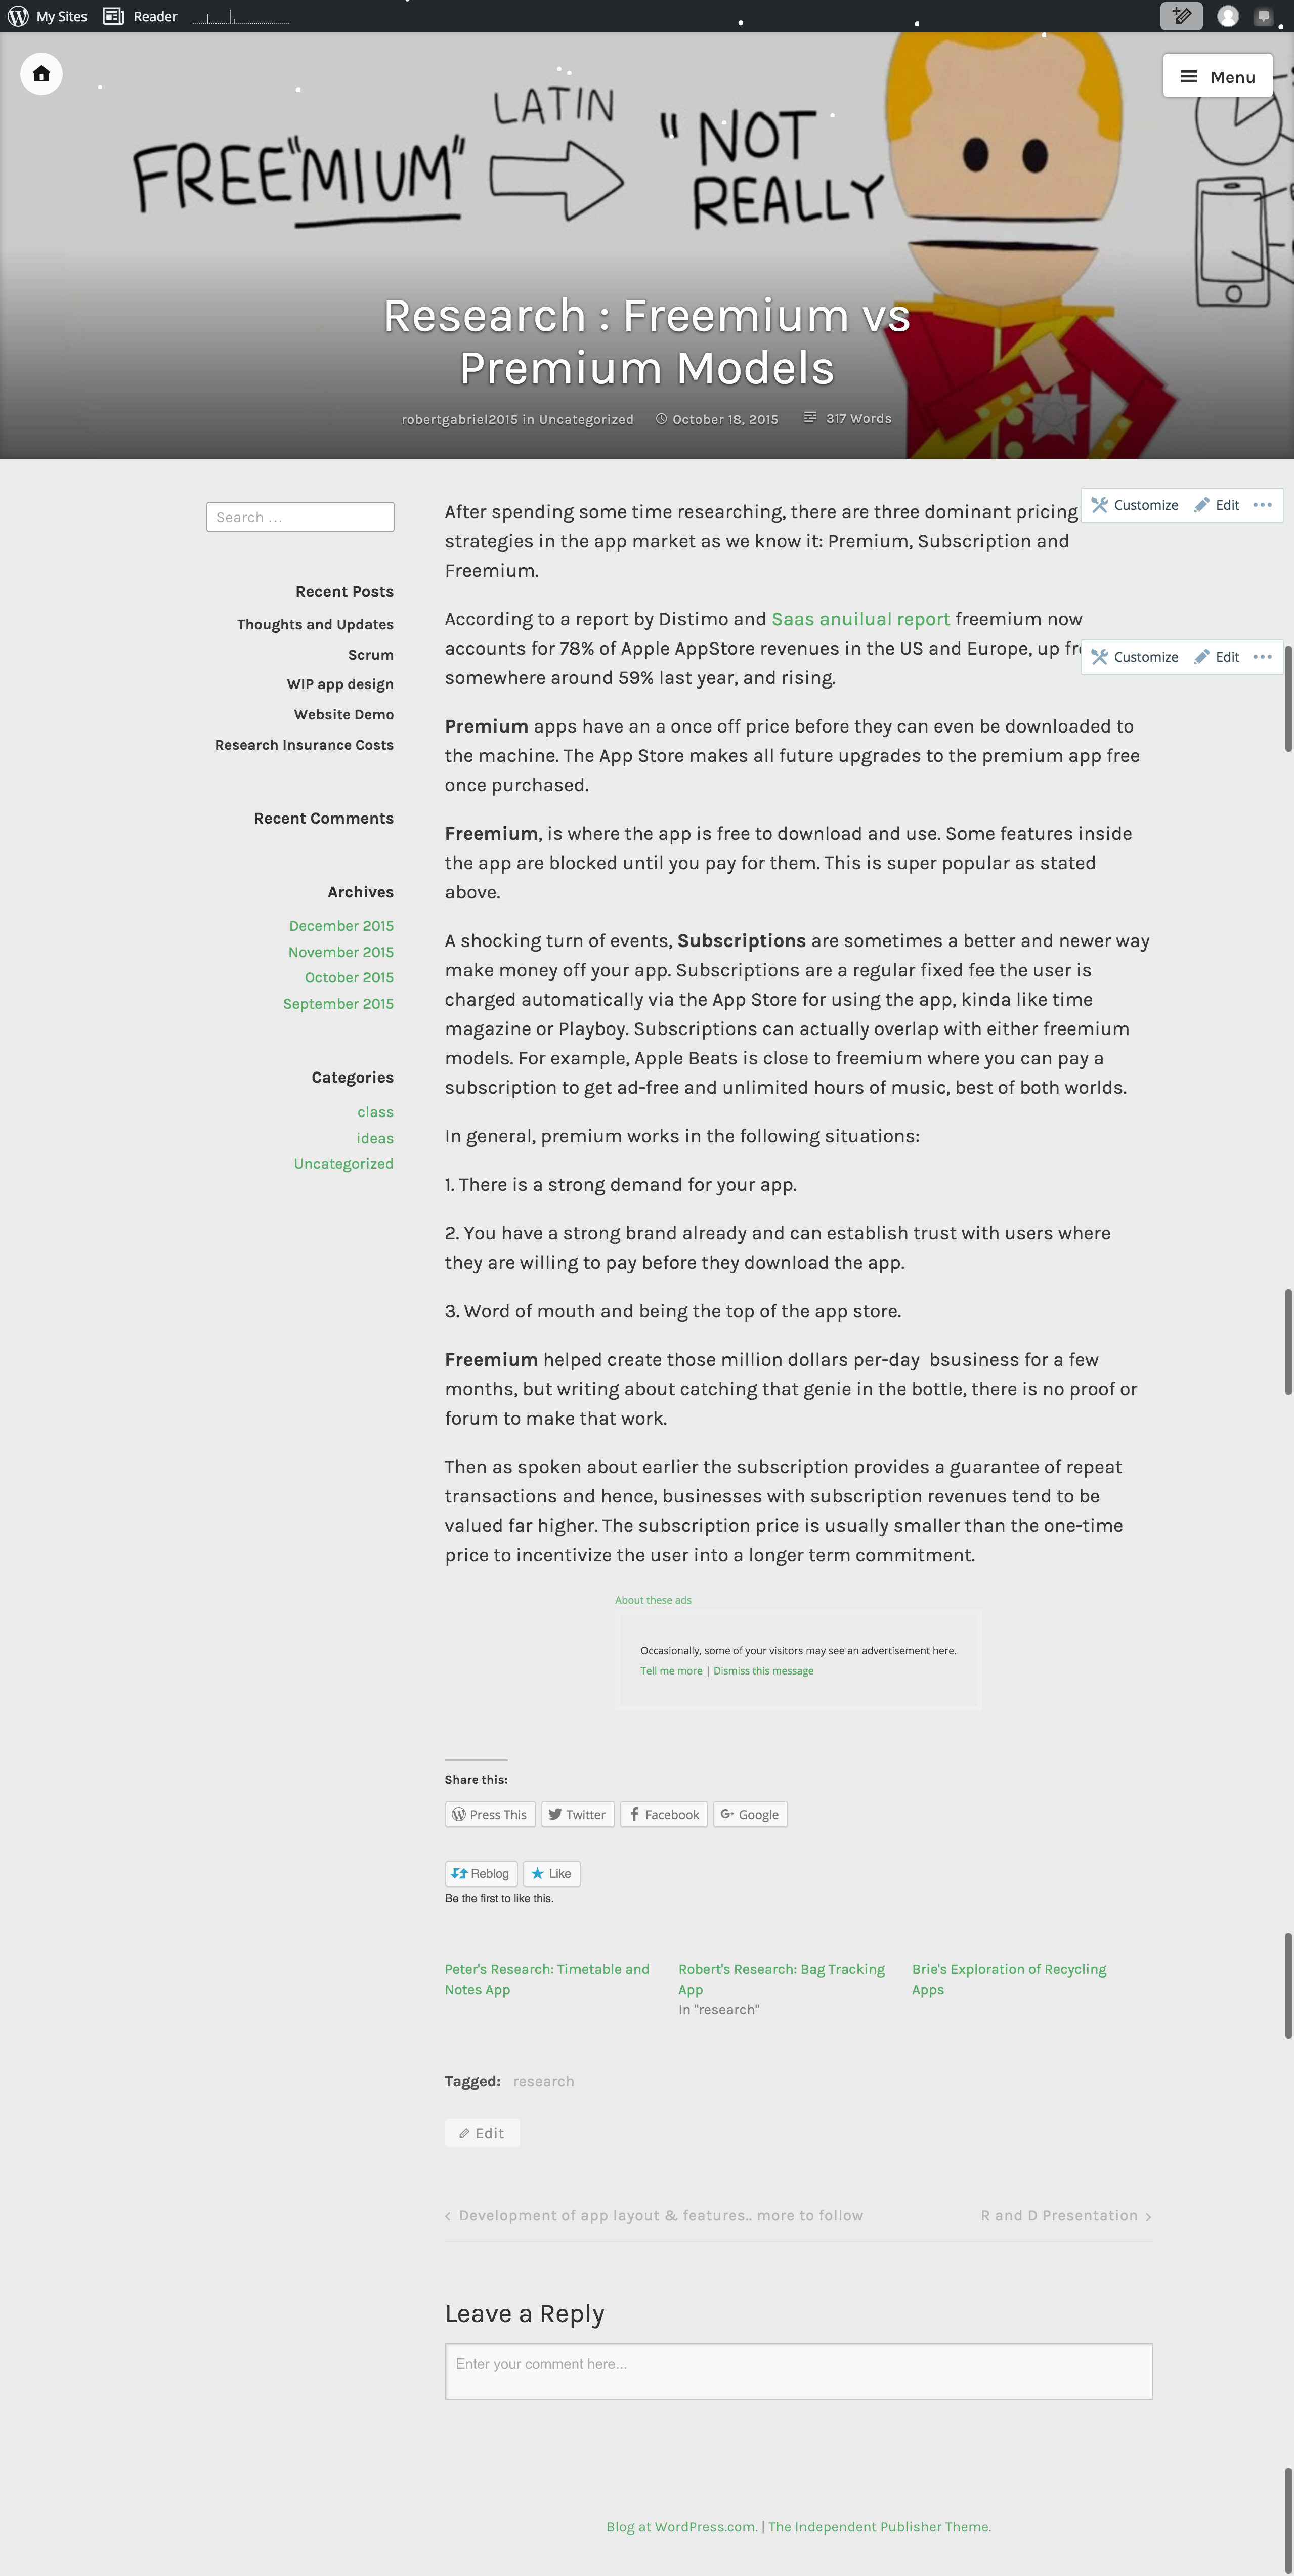 My Sites
Reader
Menu
LATIN
FREE"MIUM"
" NOT
REALLY
Research : Freemium vs
Premium Models
robertgabriel2015 in Uncategorized
October 18, 2015
317 Words
Search …
Recent Posts
Thoughts and Updates
Scrum
WIP app design
Website Demo
Research Insurance Costs
Recent Comments
Archives
December 2015
November 2015
October 2015
September 2015
Categories
class
ideas
Uncategorized
Customize
Edit
After spending some time researching, there are three dominant pricing
strategies in the app market as we know it: Premium, Subscription and
Freemium.
According to a report by Distimo and Saas anuilual report freemium now
accounts for 78% of Apple AppStore revenues in the US and Europe, up
Customize
Edit
somewhere around 59% last year, and rising.
Premium apps have an a once off price before they can even be downloaded to
the machine. The App Store makes all future upgrades to the premium app free
once purchased.
Freemium, is where the app is free to download and use. Some features inside
the app are blocked until you pay for them. This is super popular as stated
above.
A shocking turn of events, Subscriptions are sometimes a better and newer way
make money off your app. Subscriptions are a regular fixed fee the user is
charged automatically via the App Store for using the app, kinda like time
magazine or Playboy. Subscriptions can actually overlap with either freemium
models. For example, Apple Beats is close to freemium where you can pay a
subscription to get ad-free and unlimited hours of music, best of both worlds.
In general, premium works in the following situations:
1. There is a strong demand for your app.
2. You have a strong brand already and can establish trust with users where
they are willing to pay before they download the app.
3. Word of mouth and being the top of the app store.
Freemium helped create those million dollars per-day  bsusiness for a few
months, but writing about catching that genie in the bottle, there is no proof or
forum to make that work.
Then as spoken about earlier the subscription provides a guarantee of repeat
transactions and hence, businesses with subscription revenues tend to be
valued far higher. The subscription price is usually smaller than the one-time
price to incentivize the user into a longer term commitment.
About these ads
Occasionally, some of your visitors may see an advertisement here.
Tell me more | Dismiss this message
Share this:
Press This
Twitter
Facebook
Google
Reblog
Like
Be the first to like this.
Peter's Research: Timetable and
Notes App
Robert's Research: Bag Tracking
App
In "research"
Brie's Exploration of Recycling
Apps
Tagged: research
Edit
‹ Development of app layout & features.. more to follow
R and D Presentation ›
Leave a Reply
Enter your comment here...
Blog at WordPress.com. | The Independent Publisher Theme.